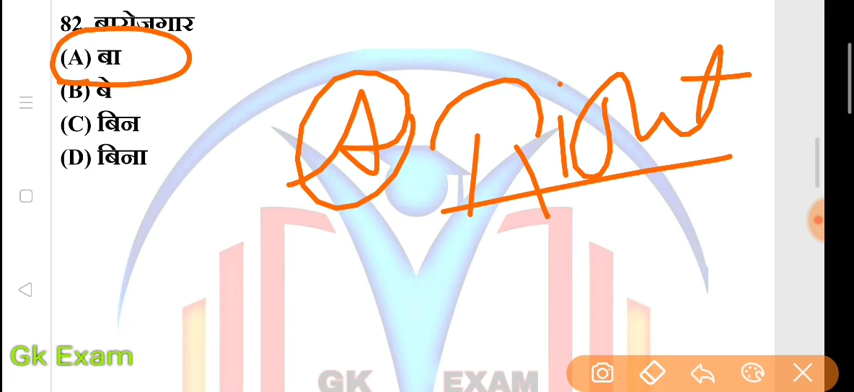 82. बारोजगार
(A) बा
(B) बे
(C) बिन
(D) बिना
A Right
Gk Exam
GK EXAM